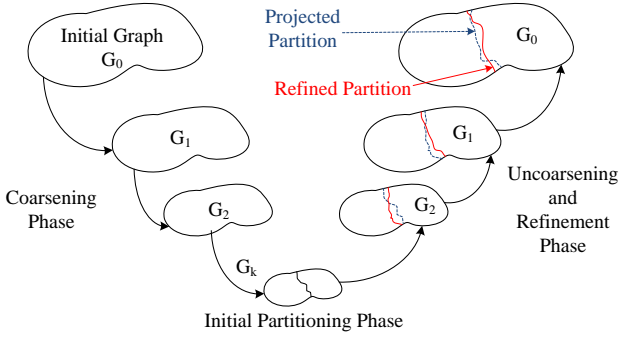 Initial Graph
G0
G1
G2
Gk
Coarsening
Phase
Initial Partitioning Phase
Projected
Partition
Refined Partition
G0
G1
G2
Uncoarsening
and
Refinement
Phase